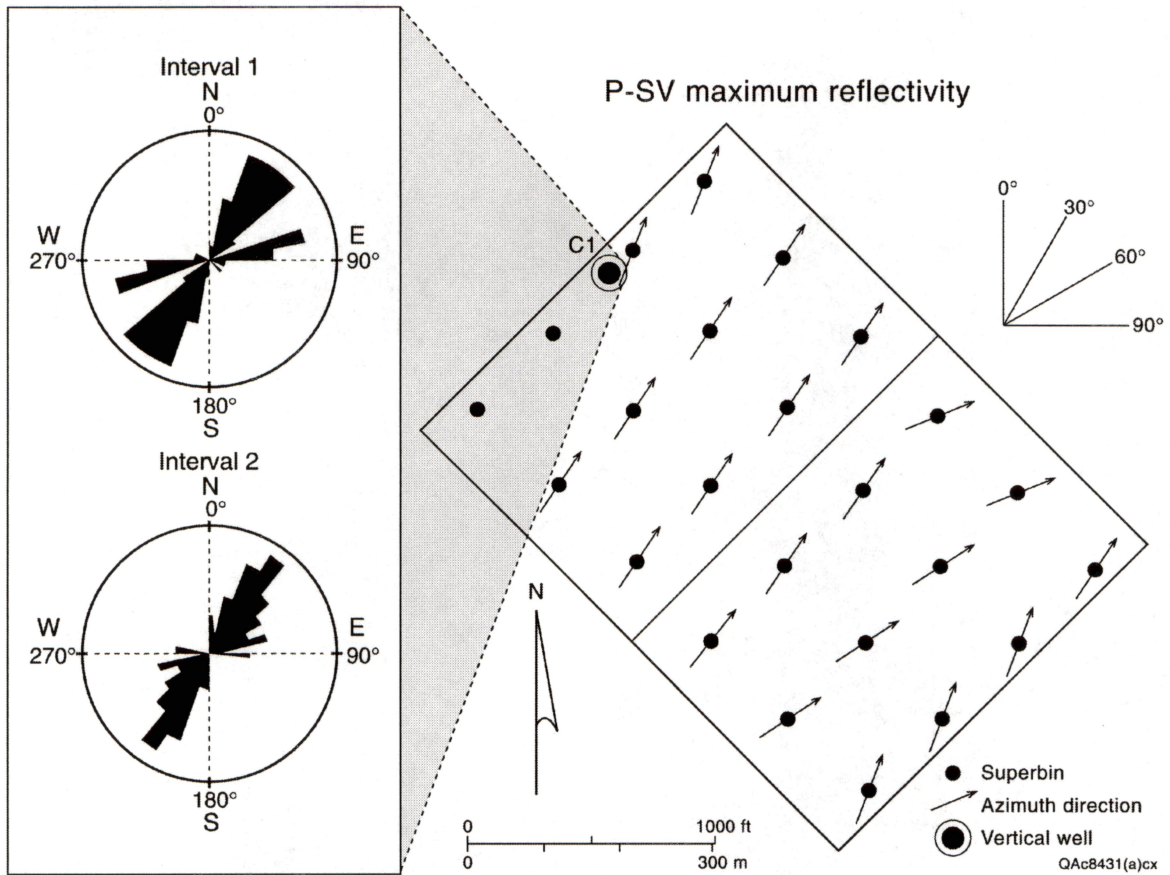 Interval 1
N
0°
W
270°
E
90°
180°
S
Interval 2
N
0°
W
270°
E
90°
180°
S
P-SV maximum reflectivity
C1
0°
30°
60°
90°
N
0
1000 ft
0
300 m
Superbin
Azimuth direction
Vertical well
QAc8431(a)cx